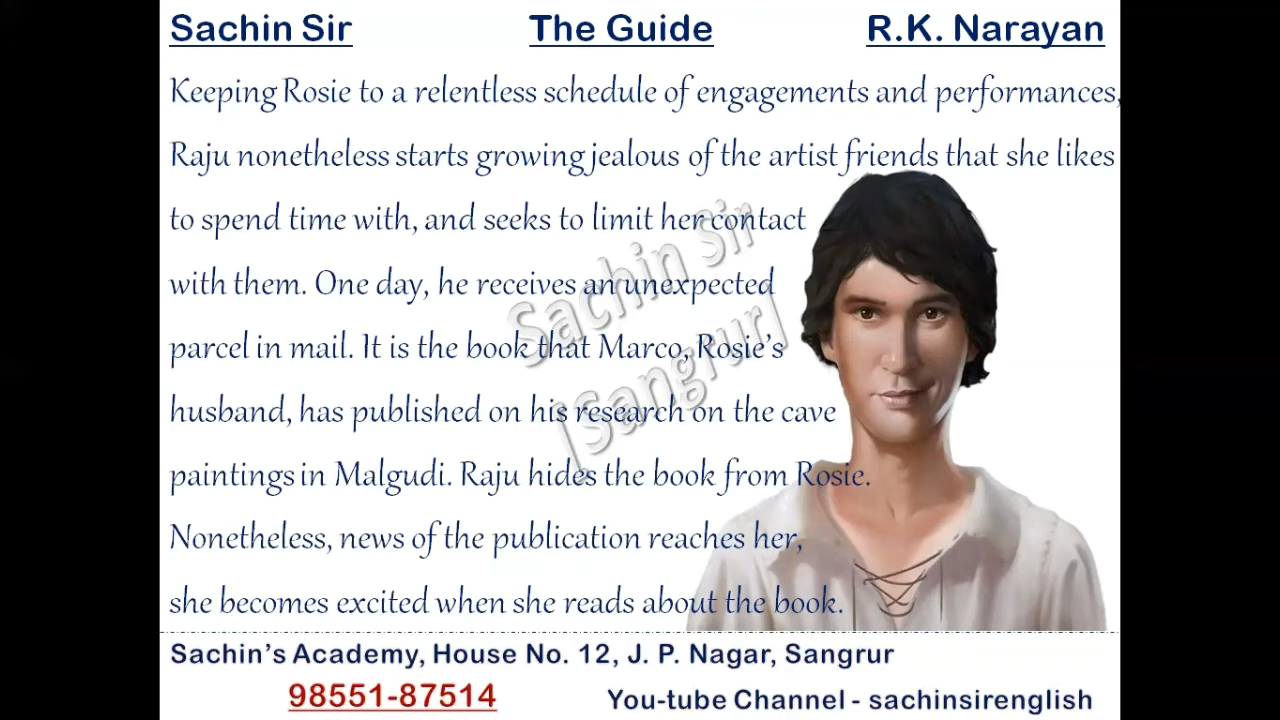 Sachin Sir The Guide R.K. Narayan
Keeping Rosie to a relentless schedule of engagements and performances,
Raju nonetheless starts growing jealous of the artist friends that she likes
to spend time with, and seeks to limit her contact
with them. One day, he receives an unexpected
parcel in mail. It is the book that Marco, Rosie's
husband, has published on his research on the cave
paintings in Malgudi. Raju hides the book from Rosie.
Nonetheless, news of the publication reaches her,
she becomes excited when she reads about the book.
Sachin Sir
[Sangrur]
Sachin's Academy, House No. 12, J. P. Nagar, Sangrur
98551-87514 You-tube Channel - sachinsirenglish